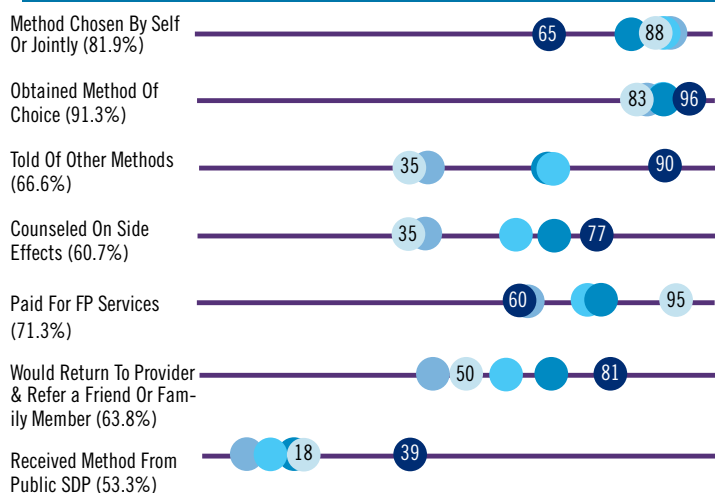 Method Chosen By Self
Or Jointly (81.9%)
65
88
Obtained Method Of
Choice (91.3%)
83
96
Told Of Other Methods
(66.6%)
35
90
Counseled On Side
Effects (60.7%)
35
77
Paid For FP Services
(71.3%)
60
95
Would Return To Provider
& Refer a Friend Or Fam-
ily Member (63.8%)
50
81
Received Method From
Public SDP (53.3%)
18
39